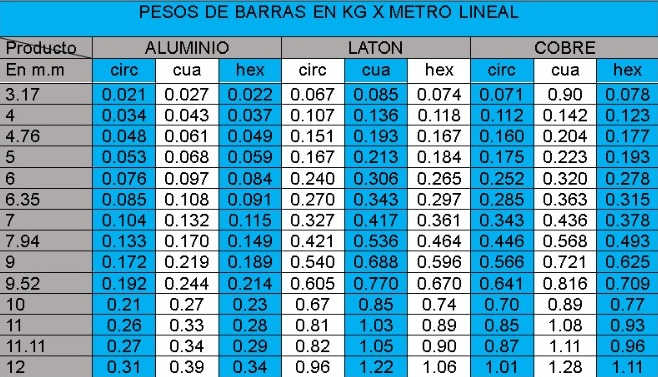 PESOS DE BARRAS EN KG X METRO LINEAL
Producto ALUMINIO LATON COBRE
En m.m circ cua hex circ cua hex circ cua hex
3.17 0.021 0.027 0.022 0.067 0.085 0.074 0.071 0.90 0.078
4 0.034 0.043 0.037 0.107 0.136 0.118 0.112 0.142 0.123
4.76 0.048 0.061 0.049 0.151 0.193 0.167 0.160 0.204 0.177
5 0.053 0.068 0.059 0.167 0.213 0.184 0.175 0.223 0.193
6 0.076 0.097 0.084 0.240 0.306 0.265 0.252 0.320 0.278
6.35 0.085 0.108 0.091 0.270 0.343 0.297 0.285 0.363 0.315
7 0.104 0.132 0.115 0.327 0.417 0.361 0.343 0.436 0.378
7.94 0.133 0.170 0.149 0.421 0.536 0.464 0.446 0.568 0.493
9 0.172 0.219 0.189 0.540 0.688 0.596 0.566 0.721 0.625
9.52 0.192 0.244 0.214 0.605 0.770 0.670 0.641 0.816 0.709
10 0.21 0.27 0.23 0.67 0.85 0.74 0.70 0.89 0.77
11 0.26 0.33 0.28 0.81 1.03 0.89 0.85 1.08 0.93
11.11 0.27 0.34 0.29 0.82 1.05 0.90 0.87 1.11 0.96
12 0.31 0.39 0.34 0.96 1.22 1.06 1.01 1.28 1.11